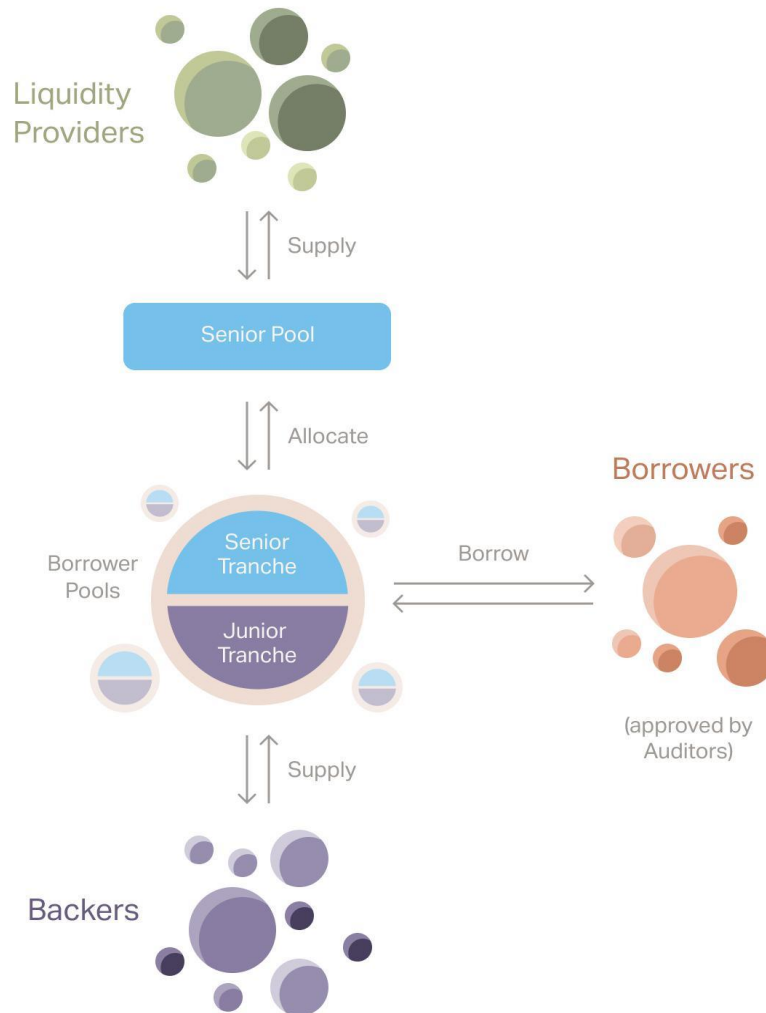 Liquidity
Providers
Supply
Senior Pool
Allocate
Borrowers
Senior
Tranche
Borrower
Pools
Borrow
Junior
Tranche
(approved by
Auditors)
Supply
Backers